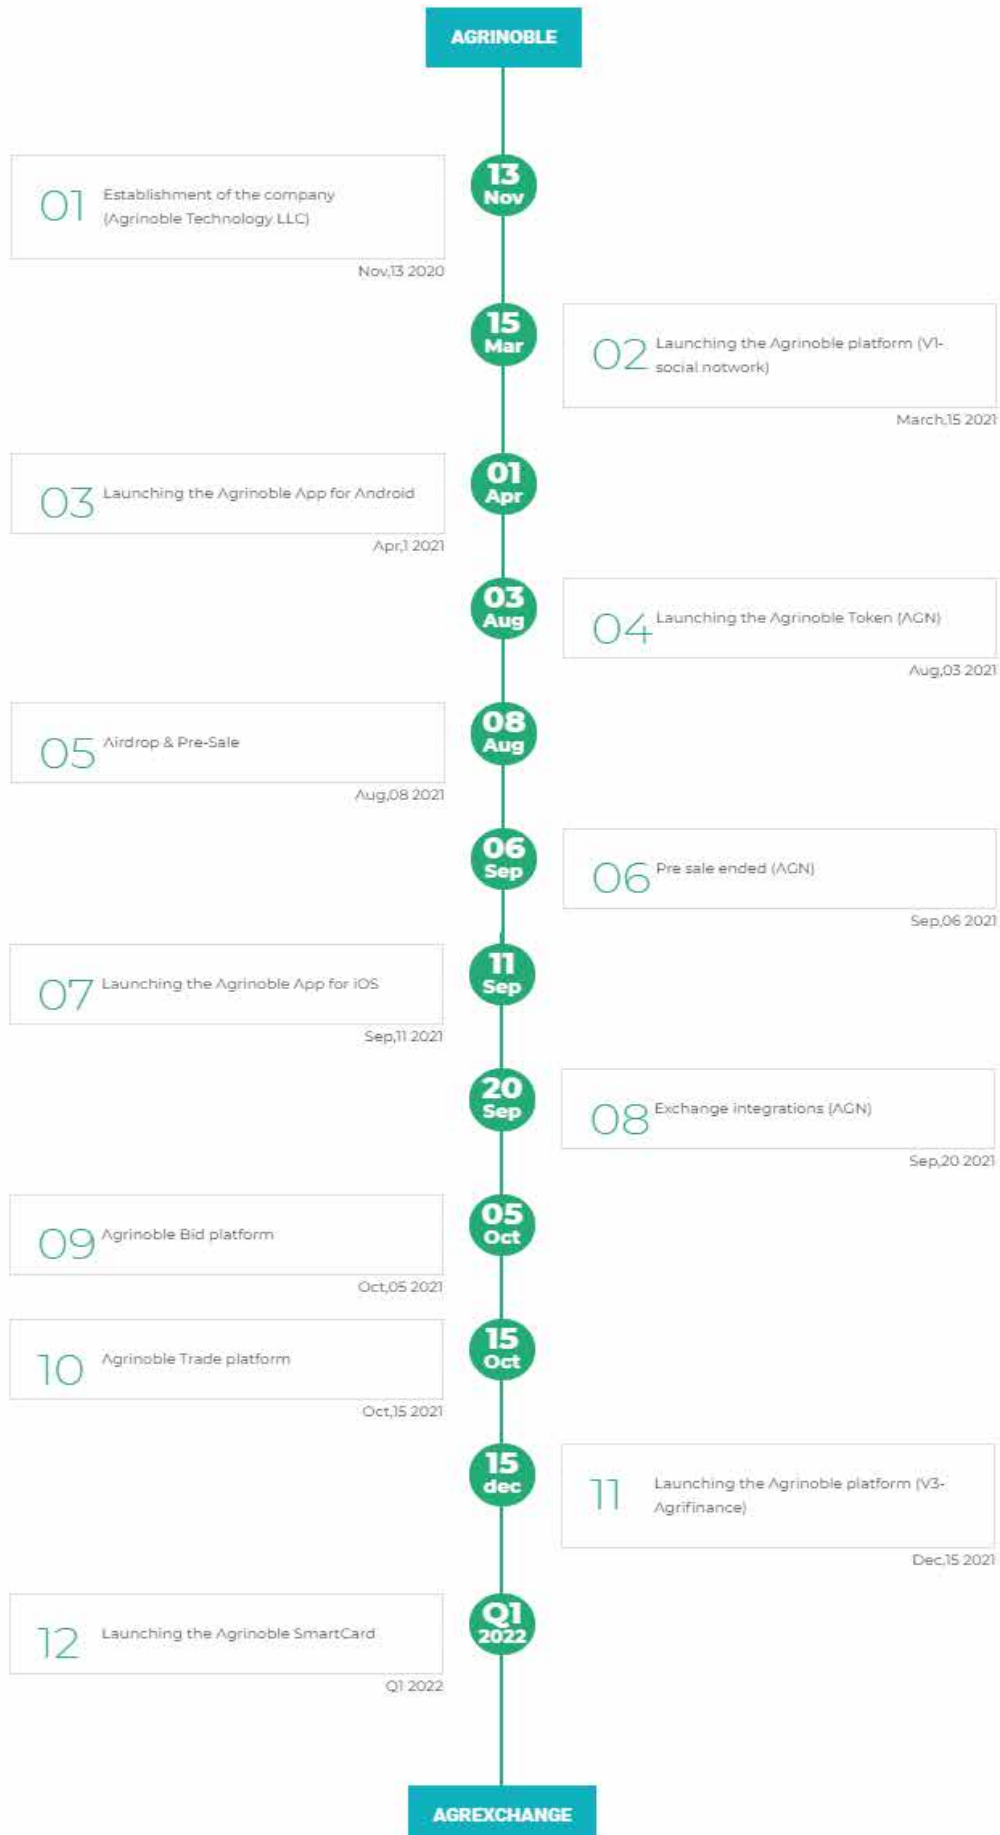 AGRINOBLE
13
Nov
01
Establishment of the company
(Agrinoble Technology LLC)
Nov,13 2020
15
Mar
02
Launching the Agrinoble platform (V1-
social notwork)
March,15 2021
03
Launching the Agrinoble App for Android
Apr,1 2021
01
Apr
03
Aug
04
Launching the Agrinoble Token (AGN)
Aug,03 2021
05
Airdrop & Pre-Sale
Aug,08 2021
08
Aug
06
Sep
06
Pre sale ended (AGN)
Sep,06 2021
07
Launching the Agrinoble App for iOS
Sep,11 2021
11
Sep
20
Sep
08
Exchange integrations (AGN)
Sep,20 2021
09
Agrinoble Bid platform
Oct,05 2021
05
Oct
10
Agrinoble Trade platform
Oct,15 2021
15
Oct
15
dec
11
Launching the Agrinoble platform (V3-
Agrifinance)
Dec,15 2021
12
Launching the Agrinoble SmartCard
Q1 2022
Q1
2022
AGREXCHANGE